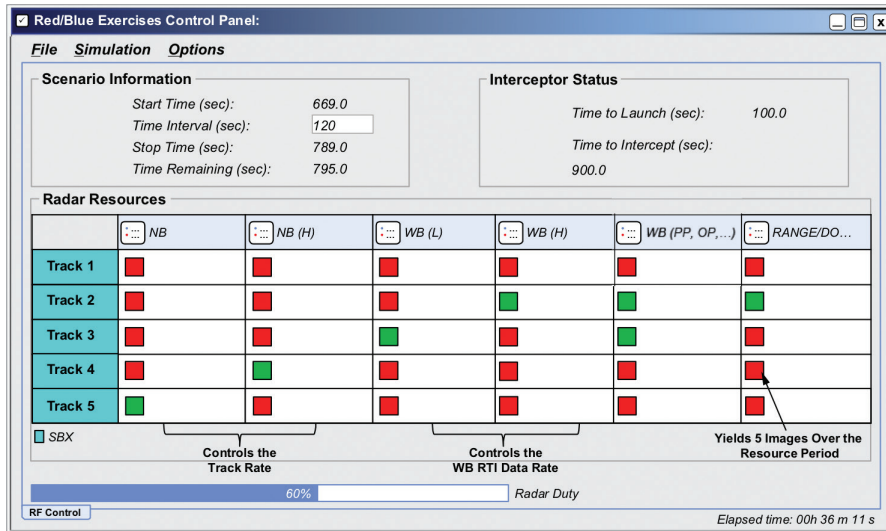 Red/Blue Exercises Control Panel:
File Simulation Options
Scenario Information
Start Time (sec): 669.0
Time Interval (sec): 120
Stop Time (sec): 789.0
Time Remaining (sec): 795.0
Interceptor Status
Time to Launch (sec): 100.0
Time to Intercept (sec):
900.0
Radar Resources
NB NB (H) WB (L) WB (H) WB (PP, OP,...) RANGE/DO...
Track 1
Track 2
Track 3
Track 4
Track 5
SBX
Controls the
Track Rate
Controls the
WB RTI Data Rate
Yields 5 Images Over the
Resource Period
60% Radar Duty
RF Control
Elapsed time: 00h 36 m 11 s